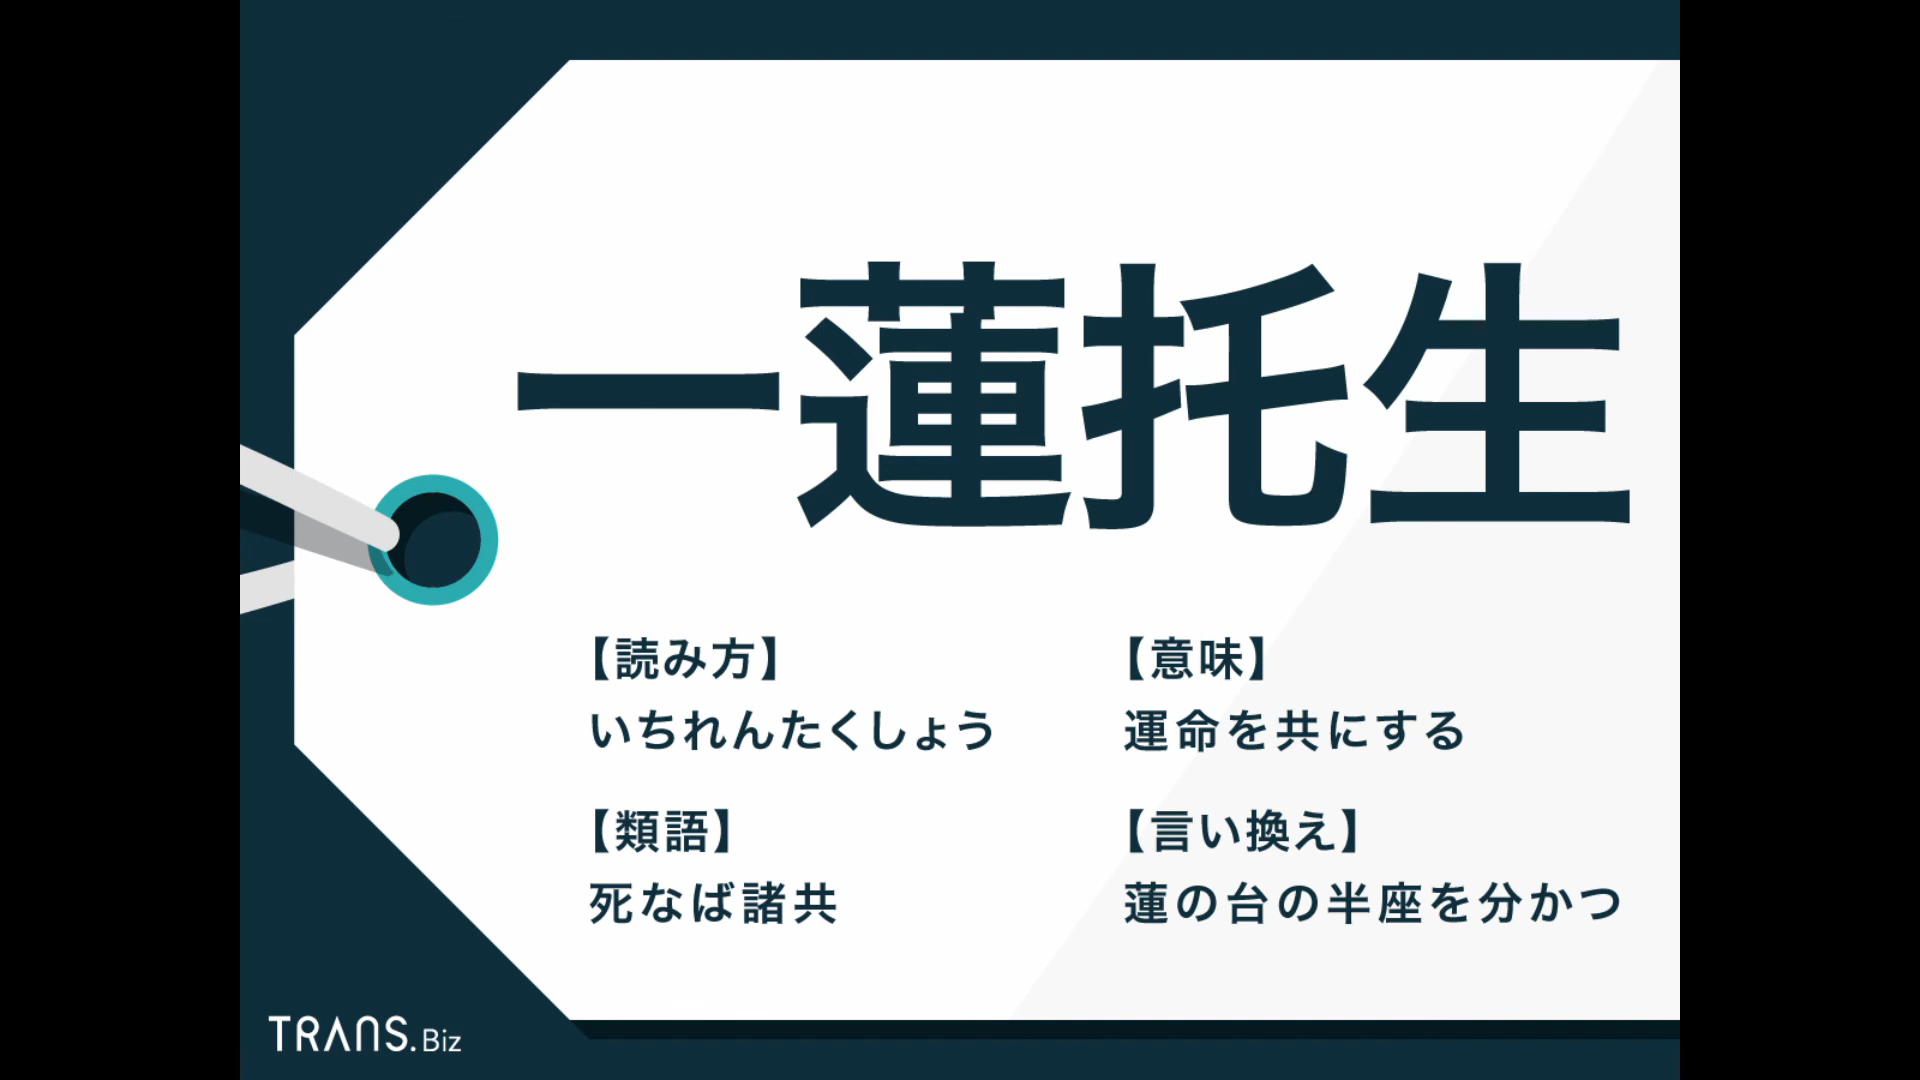 一蓮托生
【読み方】
いちれんたくしょう
【意味】
運命を共にする
【類語】
死なば諸共
【言い換え】
蓮の台の半座を分かつ
TRANS.Biz